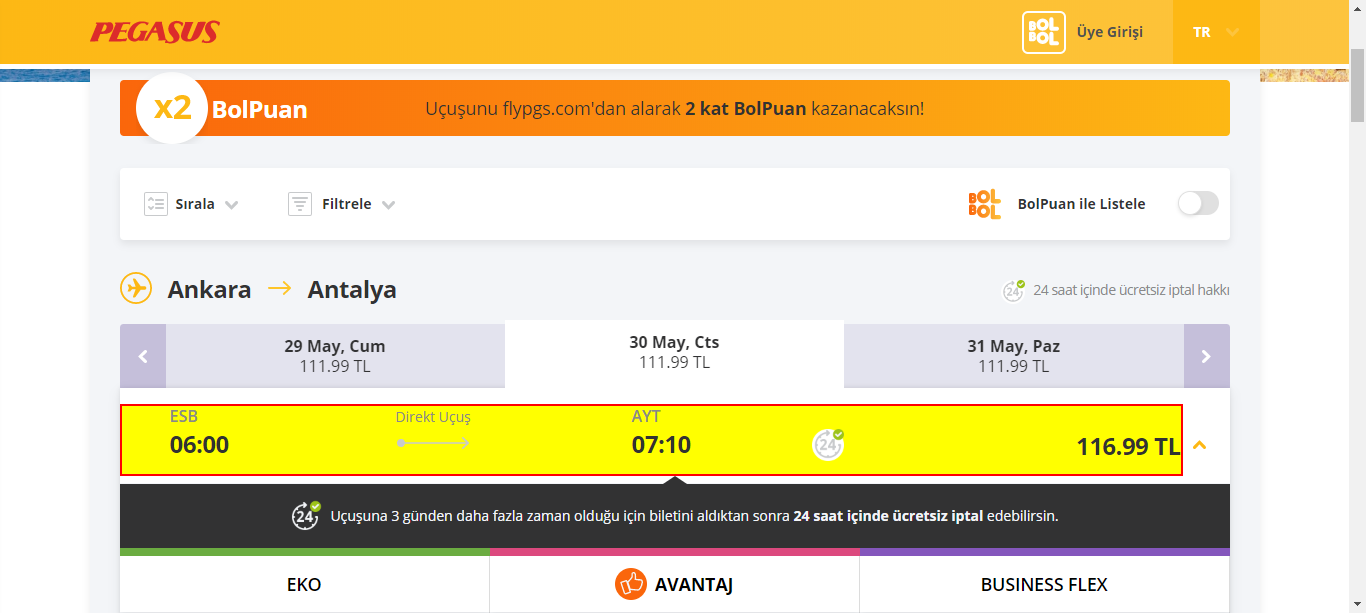 PEGASUS
BOL BOL
Üye Girişi
TR
x2 BolPuan
Uçuşunu flypgs.com'dan alarak 2 kat BolPuan kazanacaksın!
Sırala
Filtrele
BOL BOL
BolPuan ile Listele
Ankara → Antalya
24
24 saat içinde ücretsiz iptal hakkı
29 May, Cum
111.99 TL
30 May, Cts
111.99 TL
31 May, Paz
111.99 TL
ESB
06:00
Direkt Uçuş
AYT
07:10
24
116.99 TL
24
Uçuşuna 3 günden daha fazla zaman olduğu için biletini aldıktan sonra 24 saat içinde ücretsiz iptal edebilirsin.
EKO
AVANTAJ
BUSINESS FLEX